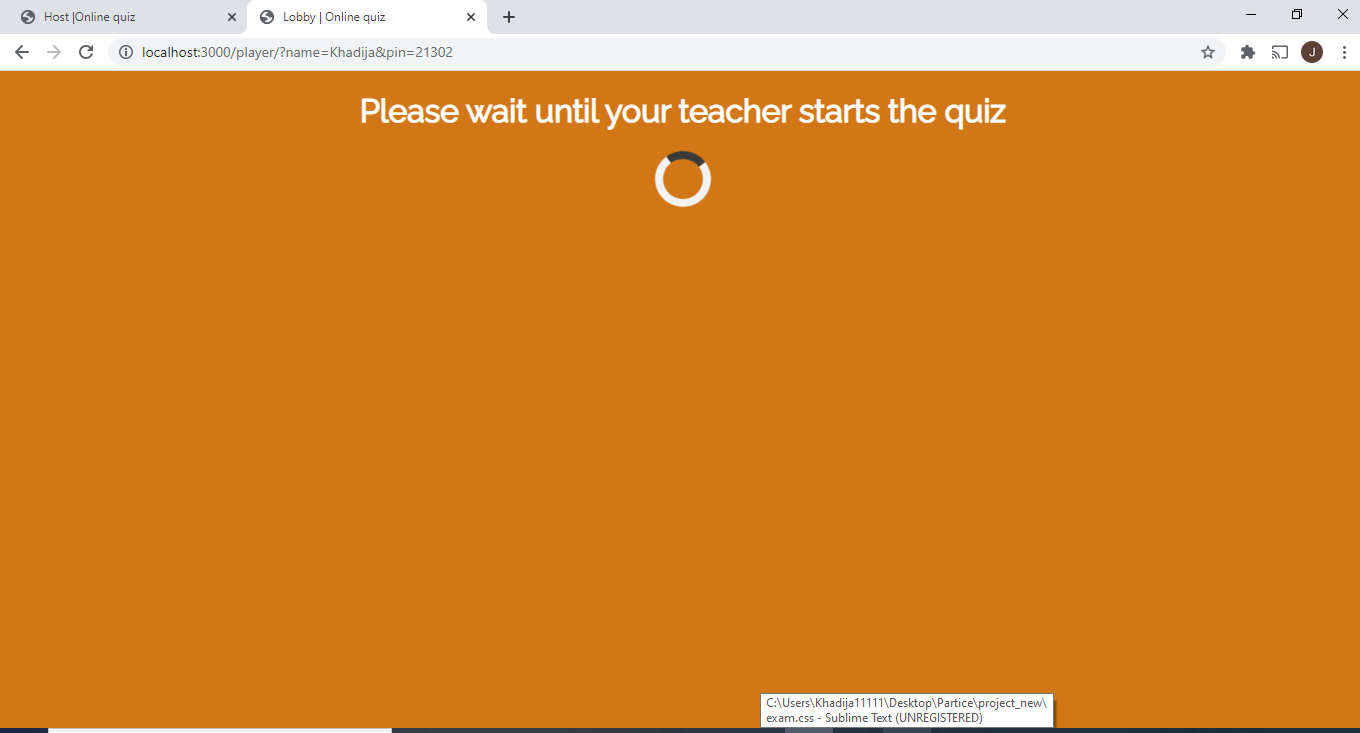 Host |Online quiz
Lobby | Online quiz
localhost:3000/player/?name=Khadija&pin=21302
J
Please wait until your teacher starts the quiz
C:\Users\Khadija11111\Desktop\Partice\project_new\
exam.css - Sublime Text (UNREGISTERED)